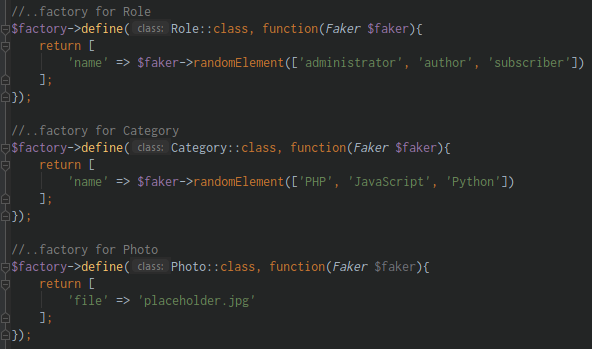 //..factory for Role
$factory->define( class: Role::class, function(Faker $faker){
    return [
        'name' => $faker->randomElement(['administrator', 'author', 'subscriber'])
    ];
});

//..factory for Category
$factory->define( class: Category::class, function(Faker $faker){
    return [
        'name' => $faker->randomElement(['PHP', 'JavaScript', 'Python'])
    ];
});

//..factory for Photo
$factory->define( class: Photo::class, function(Faker $faker){
    return [
        'file' => 'placeholder.jpg'
    ];
});